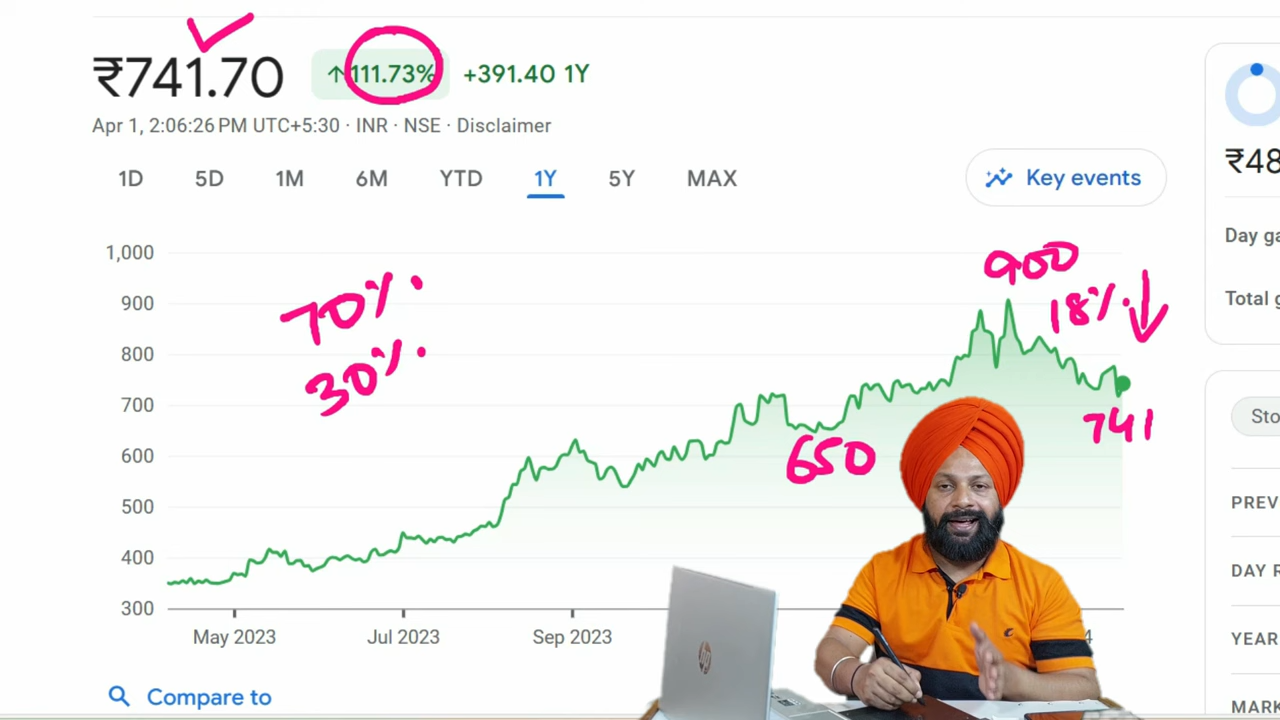 ₹741.70 ↑111.73% +391.40 1Y
Apr 1, 2:06:26 PM UTC+5:30 · INR · NSE · Disclaimer
1D 5D 1M 6M YTD 1Y 5Y MAX
Key events
₹48
Day ga
Total g
1,000
900
800
700
600
500
400
300
70%
30%
900
18%
741
650
May 2023 Jul 2023 Sep 2023 4
Compare to
Sto
PREV
DAY R
YEAR
MARK
hp